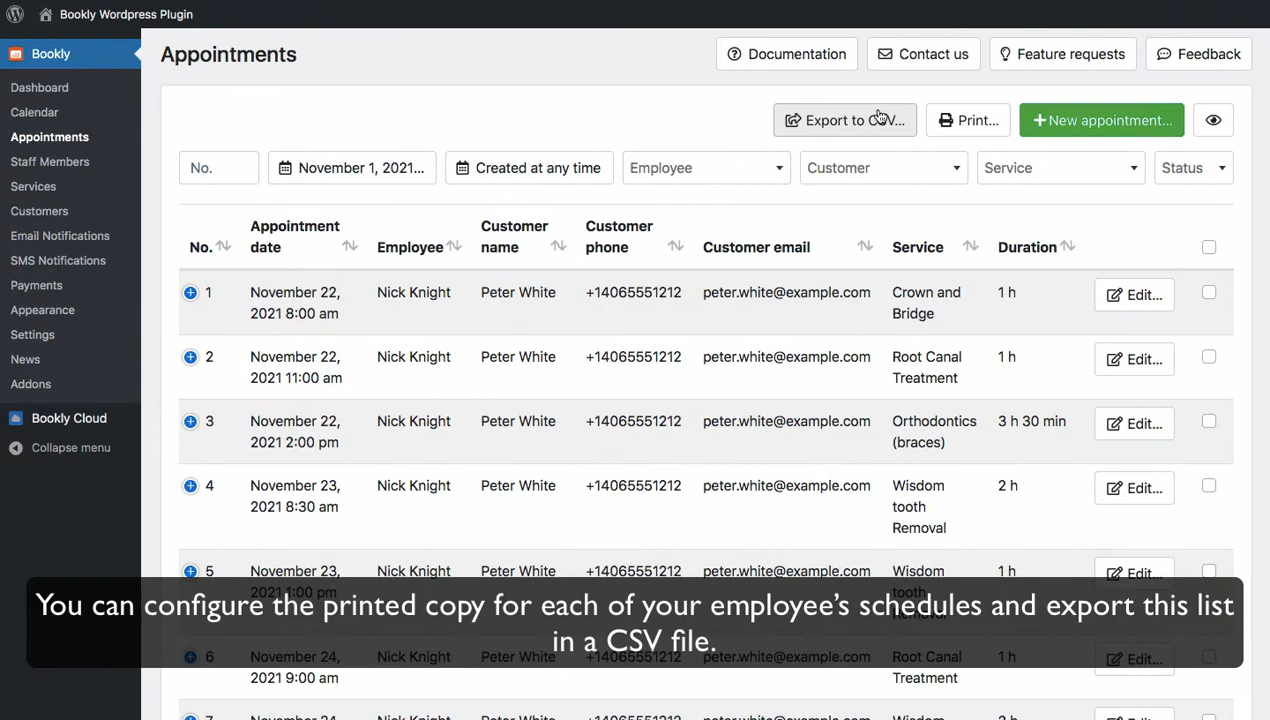 Bookly Wordpress Plugin
Bookly
Dashboard
Calendar
Appointments
Staff Members
Services
Customers
Email Notifications
SMS Notifications
Payments
Appearance
Settings
News
Addons
Bookly Cloud
Collapse menu
Appointments
Documentation
Contact us
Feature requests
Feedback
Export to CSV...
Print...
+New appointment...
No.
November 1, 2021...
Created at any time
Employee
Customer
Service
Status
No.
Appointment
date
Employee
Customer
name
Customer
phone
Customer email
Service
Duration
1
November 22,
2021 8:00 am
Nick Knight
Peter White
+14065551212
peter.white@example.com
Crown and
Bridge
1 h
Edit...
2
November 22,
2021 11:00 am
Nick Knight
Peter White
+14065551212
peter.white@example.com
Root Canal
Treatment
1 h
Edit...
3
November 22,
2021 2:00 pm
Nick Knight
Peter White
+14065551212
peter.white@example.com
Orthodontics
(braces)
3 h 30 min
Edit...
4
November 23,
2021 8:30 am
Nick Knight
Peter White
+14065551212
peter.white@example.com
Wisdom
tooth
Removal
2 h
Edit...
5
November 23,
Nick Knight
Peter White
+14065551212
peter.white@example.com
Wisdom
tooth
Removal
1 h
Edit...
You can configure the printed copy for each of your employee's schedules and export this list
in a CSV file.
6
November 24,
2021 9:00 am
Nick Knight
Peter White
+14065551212
peter.white@example.com
Root Canal
Treatment
1 h
Edit...